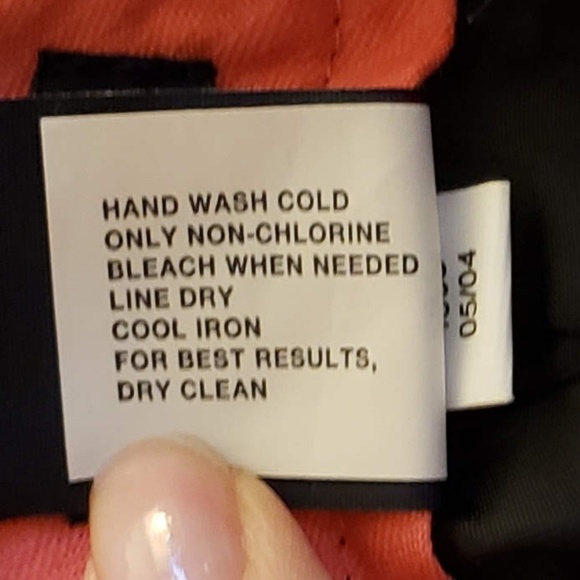 HAND WASH COLD
ONLY NON-CHLORINE
BLEACH WHEN NEEDED
LINE DRY
COOL IRON
FOR BEST RESULTS,
DRY CLEAN
05/04